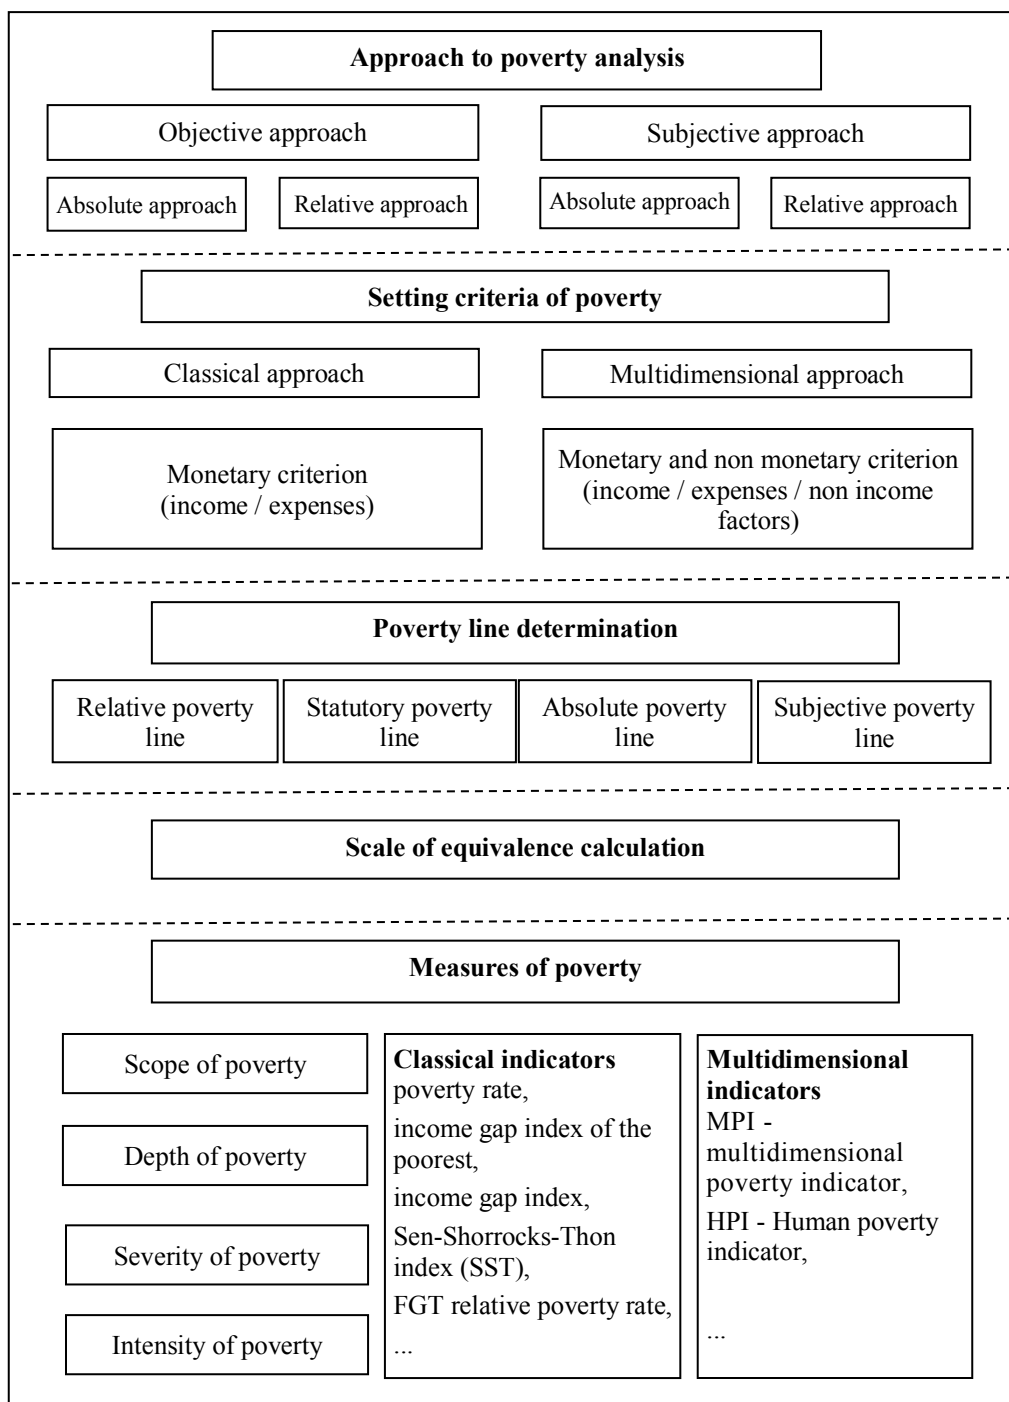 Approach to poverty analysis
Objective approach
Subjective approach
Absolute approach
Relative approach
Absolute approach
Relative approach
Setting criteria of poverty
Classical approach
Multidimensional approach
Monetary criterion
(income / expenses)
Monetary and non monetary criterion
(income / expenses / non income
factors)
Poverty line determination
Relative poverty
line
Statutory poverty
line
Absolute poverty
line
Subjective poverty
line
Scale of equivalence calculation
Measures of poverty
Scope of poverty
Depth of poverty
Severity of poverty
Intensity of poverty
Classical indicators
poverty rate,
income gap index of the
poorest,
income gap index,
Sen-Shorrocks-Thon
index (SST),
FGT relative poverty rate,
...
Multidimensional
indicators
MPI -
multidimensional
poverty indicator,
HPI - Human poverty
indicator,
...